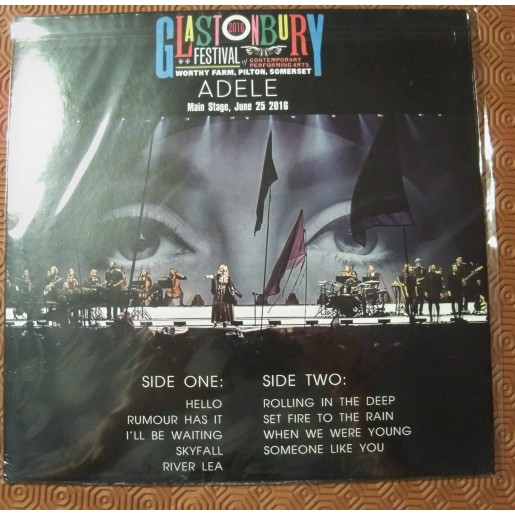 GLASTONBURY
2016
FESTIVAL of CONTEMPORARY
PERFORMING ARTS
WORTHY FARM, PILTON, SOMERSET
ADELE
Main Stage, June 25 2016
SIDE ONE:
HELLO
RUMOUR HAS IT
I'LL BE WAITING
SKYFALL
RIVER LEA
SIDE TWO:
ROLLING IN THE DEEP
SET FIRE TO THE RAIN
WHEN WE WERE YOUNG
SOMEONE LIKE YOU